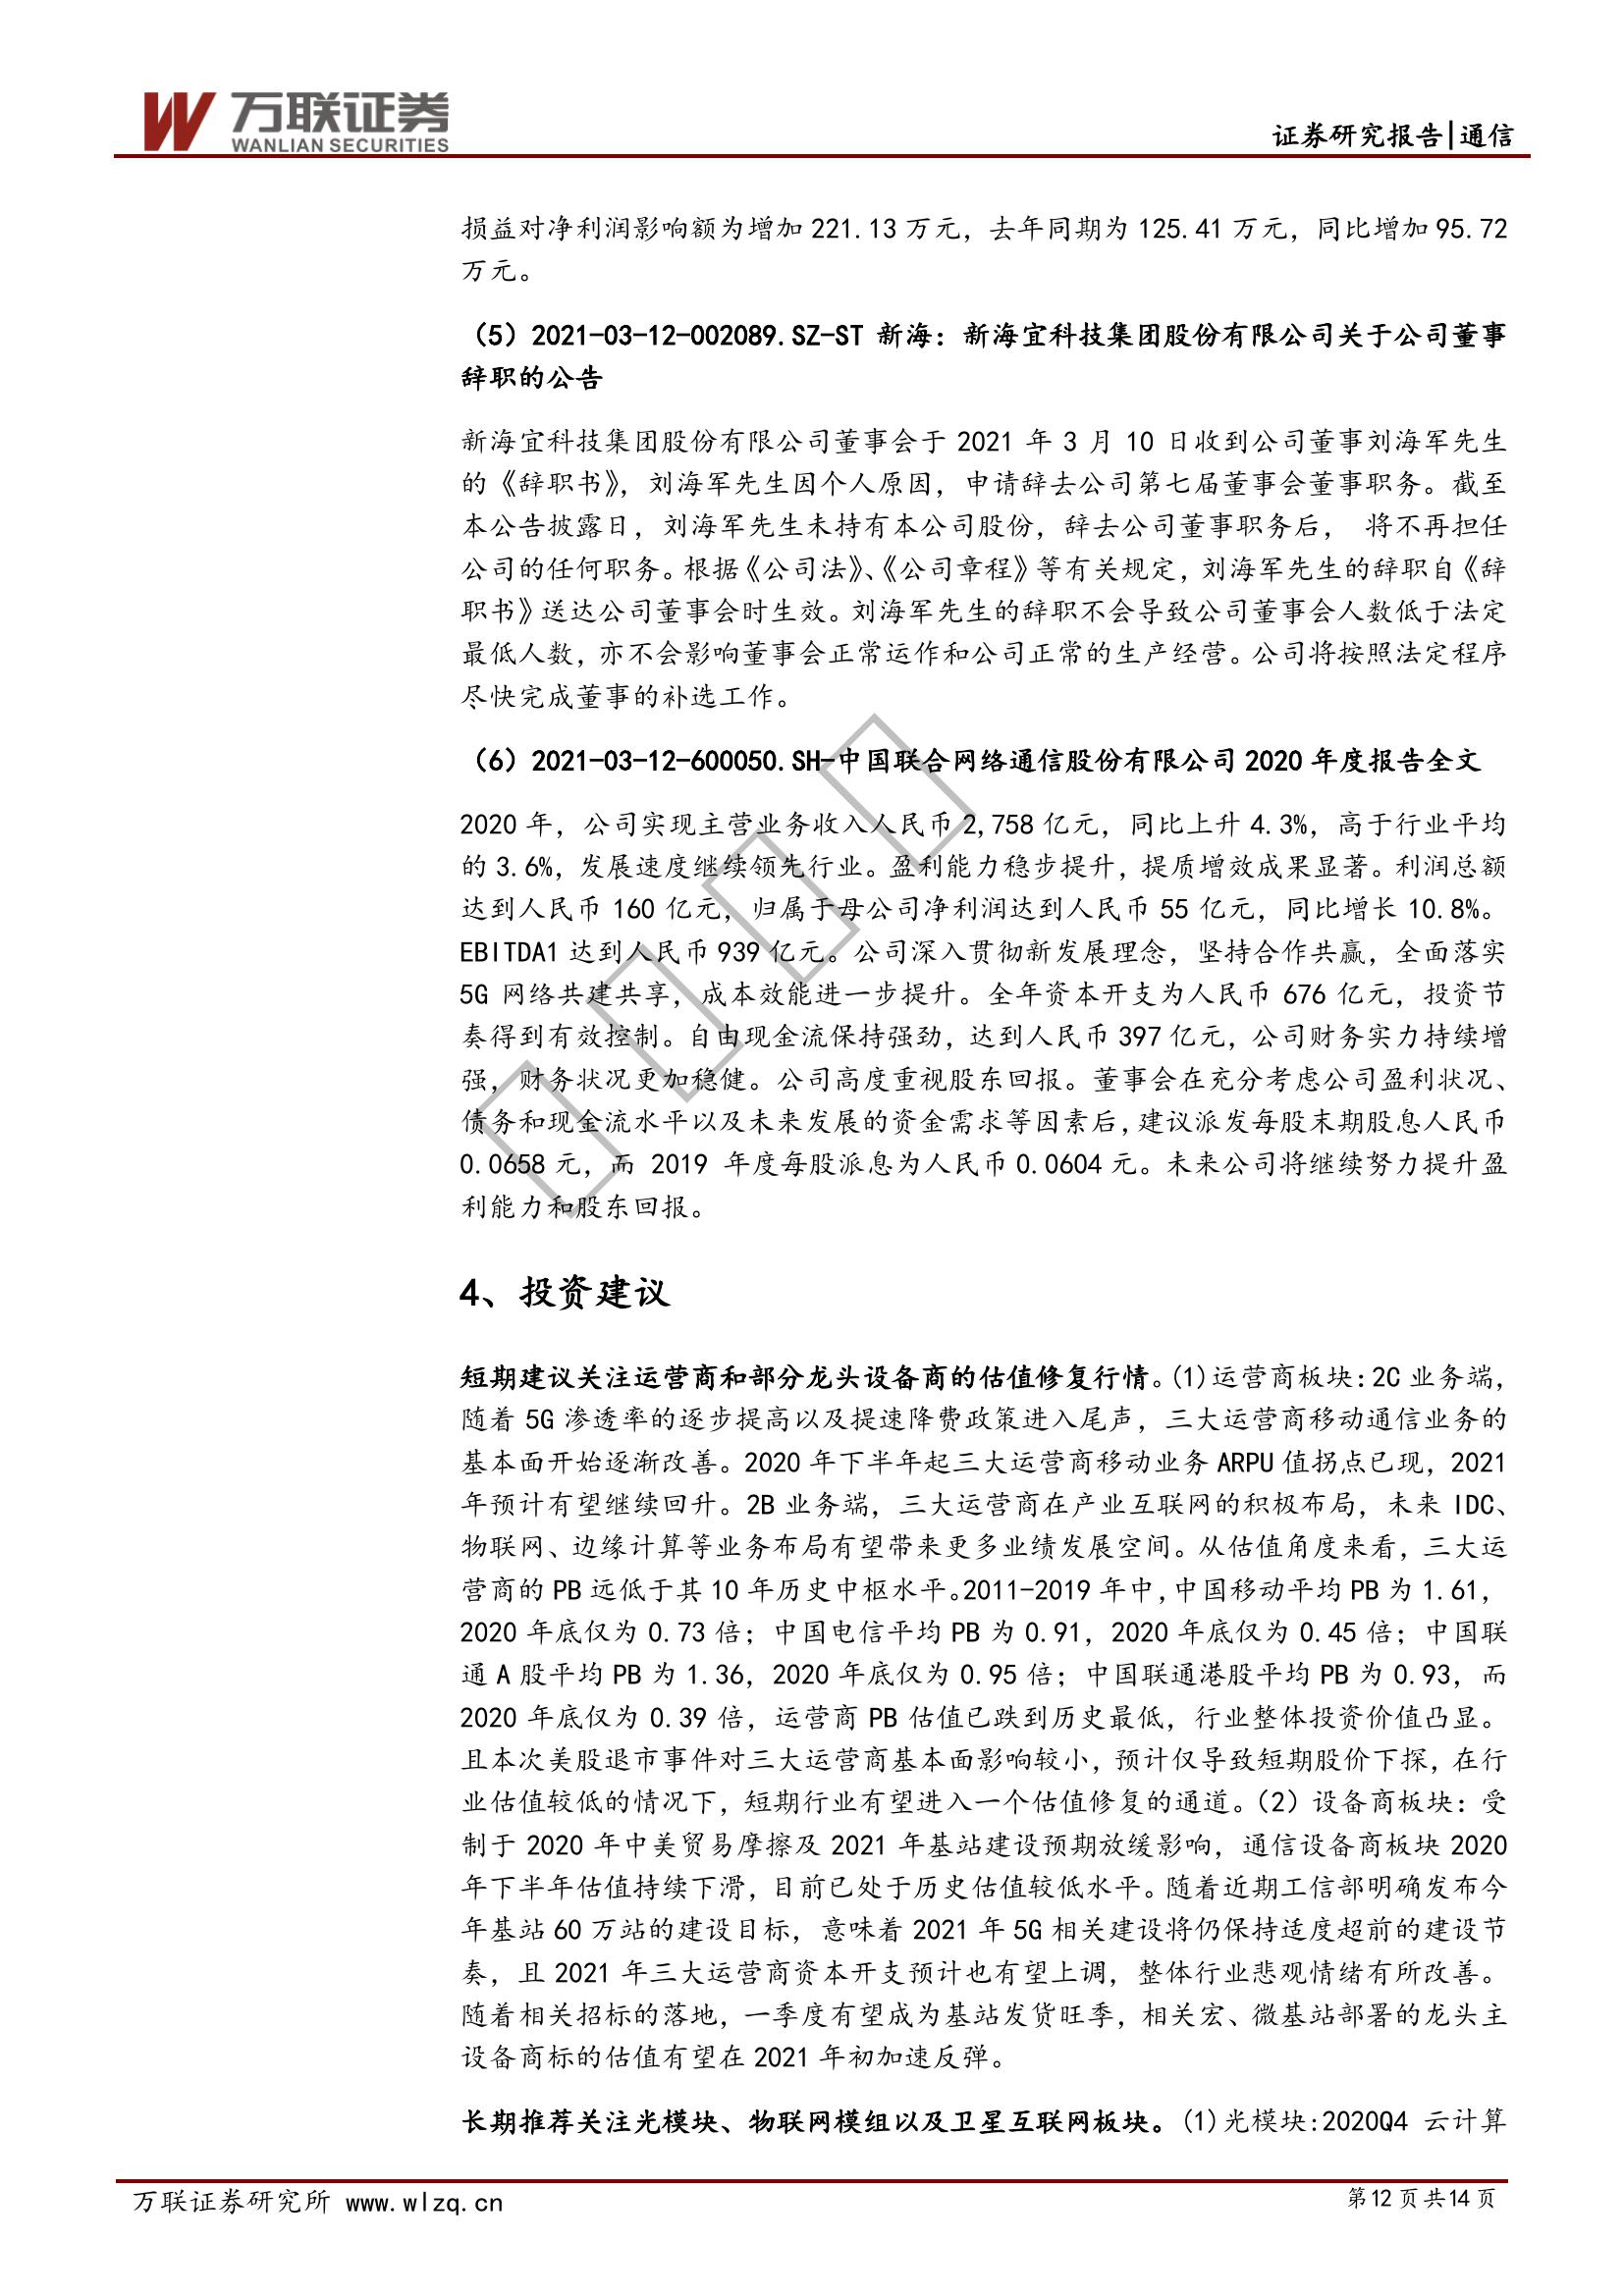 万联证券
WANLIAN SECURITIES
证券研究报告|通信
损益对净利润影响额为增加 221.13 万元，去年同期为 125.41 万元，同比增加 95.72
万元。
（5）2021-03-12-002089.SZ-ST 新海：新海宜科技集团股份有限公司关于公司董事
辞职的公告
新海宜科技集团股份有限公司董事会于 2021 年 3 月 10 日收到公司董事刘海军先生
的《辞职书》，刘海军先生因个人原因，申请辞去公司第七届董事会董事职务。截至
本公告披露日，刘海军先生未持有本公司股份，辞去公司董事职务后， 将不再担任
公司的任何职务。根据《公司法》、《公司章程》等有关规定，刘海军先生的辞职自《辞
职书》送达公司董事会时生效。刘海军先生的辞职不会导致公司董事会人数低于法定
最低人数，亦不会影响董事会正常运作和公司正常的生产经营。公司将按照法定程序
尽快完成董事的补选工作。
（6）2021-03-12-600050.SH-中国联合网络通信股份有限公司 2020 年度报告全文
2020 年，公司实现主营业务收入人民币 2,758 亿元，同比上升 4.3%，高于行业平均
的 3.6%，发展速度继续领先行业。盈利能力稳步提升，提质增效成果显著。利润总额
达到人民币 160 亿元，归属于母公司净利润达到人民币 55 亿元，同比增长 10.8%。
EBITDA1 达到人民币 939 亿元。公司深入贯彻新发展理念，坚持合作共赢，全面落实
5G 网络共建共享，成本效能进一步提升。全年资本开支为人民币 676 亿元，投资节
奏得到有效控制。自由现金流保持强劲，达到人民币 397 亿元，公司财务实力持续增
强，财务状况更加稳健。公司高度重视股东回报。董事会在充分考虑公司盈利状况、
债务和现金流水平以及未来发展的资金需求等因素后，建议派发每股末期股息人民币
0.0658 元，而 2019 年度每股派息为人民币 0.0604 元。未来公司将继续努力提升盈
利能力和股东回报。
4、投资建议
短期建议关注运营商和部分龙头设备商的估值修复行情。(1)运营商板块：2C 业务端，
随着 5G 渗透率的逐步提高以及提速降费政策进入尾声，三大运营商移动通信业务的
基本面开始逐渐改善。2020 年下半年起三大运营商移动业务 ARPU 值拐点已现，2021
年预计有望继续回升。2B 业务端，三大运营商在产业互联网的积极布局，未来 IDC、
物联网、边缘计算等业务布局有望带来更多业绩发展空间。从估值角度来看，三大运
营商的 PB 远低于其 10 年历史中枢水平。2011-2019 年中，中国移动平均 PB 为 1.61，
2020 年底仅为 0.73 倍；中国电信平均 PB 为 0.91，2020 年底仅为 0.45 倍；中国联
通 A 股平均 PB 为 1.36，2020 年底仅为 0.95 倍；中国联通港股平均 PB 为 0.93，而
2020 年底仅为 0.39 倍，运营商 PB 估值已跌到历史最低，行业整体投资价值凸显。
且本次美股退市事件对三大运营商基本面影响较小，预计仅导致短期股价下探，在行
业估值较低的情况下，短期行业有望进入一个估值修复的通道。（2）设备商板块：受
制于 2020 年中美贸易摩擦及 2021 年基站建设预期放缓影响，通信设备商板块 2020
年下半年估值持续下滑，目前已处于历史估值较低水平。随着近期工信部明确发布今
年基站 60 万站的建设目标，意味着 2021 年 5G 相关建设将仍保持适度超前的建设节
奏，且 2021 年三大运营商资本开支预计也有望上调，整体行业悲观情绪有所改善。
随着相关招标的落地，一季度有望成为基站发货旺季，相关宏、微基站部署的龙头主
设备商标的估值有望在 2021 年初加速反弹。
长期推荐关注光模块、物联网模组以及卫星互联网板块。(1)光模块：2020Q4 云计算
万联证券研究所 www.wlzq.cn
第 12 页 共 14 页